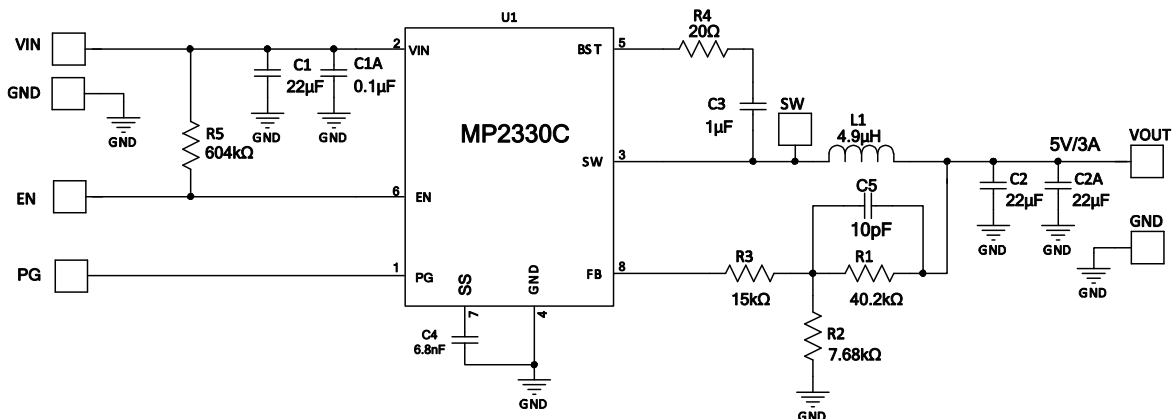 U1
R4
20Ω
VIN
2
VIN
BST
5
C1
22µF
C1A
0.1µF
C3
1µF
SW
GND
GND
GND
GND
R5
604kΩ
MP2330C
L1
4.9µH
5V/3A
VOUT
SW
3
C2
22µF
C2A
22µF
EN
6
EN
C5
10pF
GND
GND
GND
PG
1
PG
SS
GND
FB
8
R3
15kΩ
R1
40.2kΩ
GND
7
4
C4
6.8nF
R2
7.68kΩ
GND
GND